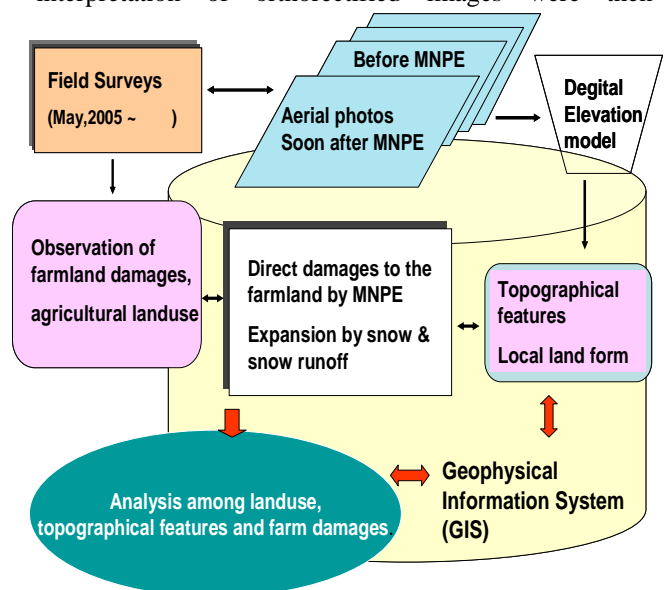 interpretation of orthorectified images were then
Before MNPE
Field Surveys
(May,2005 ~ )
Aerial photos
Soon after MNPE
Degital
Elevation
model
Observation of
farmland damages,
agricultural landuse
Direct damages to the
farmland by MNPE
Expansion by snow &
snow runoff
Topographical
features
Local land form
Analysis among landuse,
topographical features and farm damages.
Geophysical
Information System
(GIS)